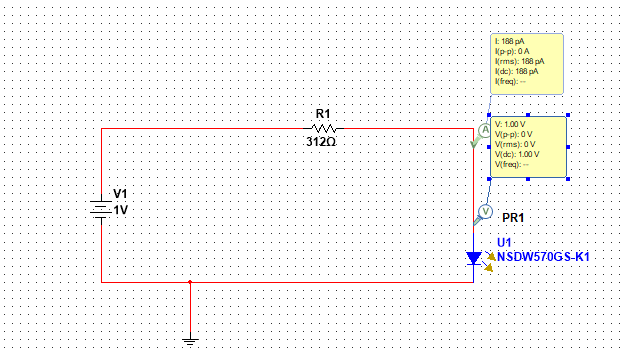 I: 188 pA
I(p-p): 0 A
I(rms): 188 pA
I(dc): 188 pA
I(freq): --
R1
312Ω
A
V: 1.00 V
V(p-p): 0 V
V(rms): 0 V
V(dc): 1.00 V
V(freq): --
V1
1V
V
PR1
U1
NSDW570GS-K1